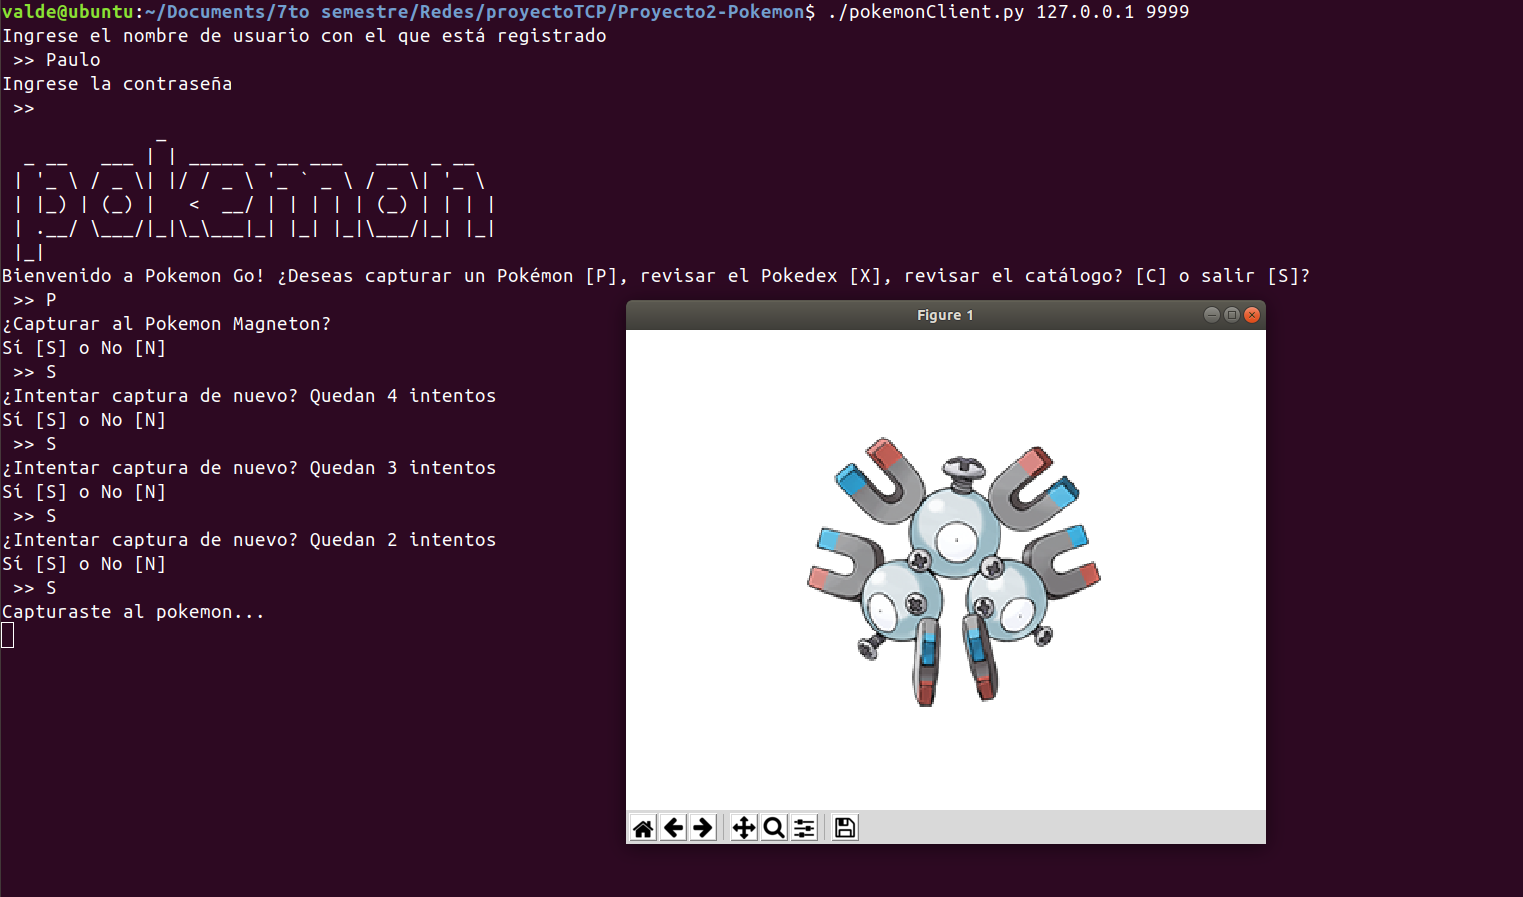 valde@ubuntu:~/Documents/7to semestre/Redes/proyectoTCP/Proyecto2-Pokemon$ ./pokemonClient.py 127.0.0.1 9999
Ingrese el nombre de usuario con el que está registrado
 >> Paulo
Ingrese la contraseña
 >>
              _
  _ __   ___ | | _____ _ __ ___   ___  _ __
 | '_ \ / _ \| |/ / _ \ '_ ` _ \ / _ \| '_ \
 | |_) | (_) |   <  __/ | | | | | (_) | | | |
 | .__/ \___/|_|\_\___|_| |_| |_|\___/|_| |_|
 |_|
Bienvenido a Pokemon Go! ¿Deseas capturar un Pokémon [P], revisar el Pokedex [X], revisar el catálogo? [C] o salir [S]?
 >> P
¿Capturar al Pokemon Magneton?
Sí [S] o No [N]
 >> S
¿Intentar captura de nuevo? Quedan 4 intentos
Sí [S] o No [N]
 >> S
¿Intentar captura de nuevo? Quedan 3 intentos
Sí [S] o No [N]
 >> S
¿Intentar captura de nuevo? Quedan 2 intentos
Sí [S] o No [N]
 >> S
Capturaste al pokemon...
Figure 1